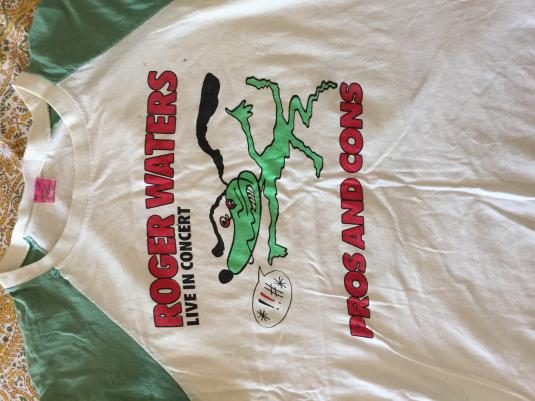 ROGER WATERS
LIVE IN CONCERT
*!!#*
PROS AND CONS